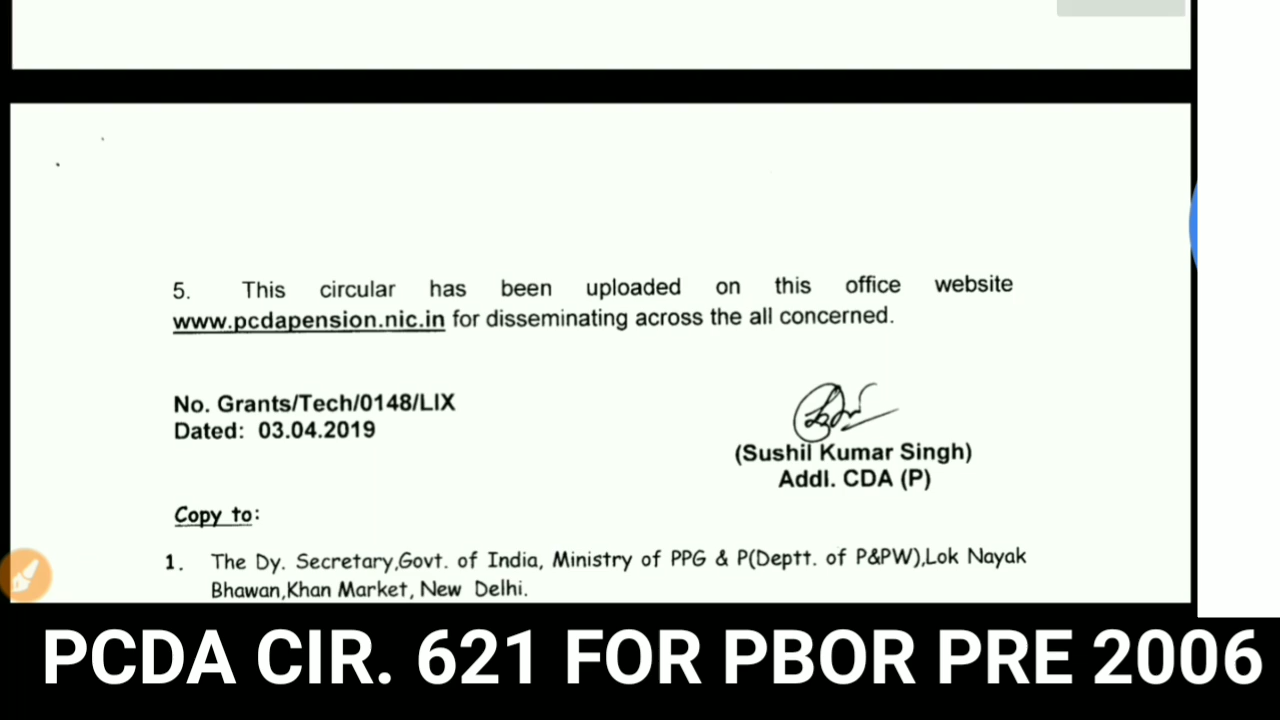 5. This circular has been uploaded on this office website
www.pcdapension.nic.in for disseminating across the all concerned.
No. Grants/Tech/0148/LIX
Dated: 03.04.2019
(Sushil Kumar Singh)
Addl. CDA (P)
Copy to:
1. The Dy. Secretary,Govt. of India, Ministry of PPG & P(Deptt. of P&PW),Lok Nayak
Bhawan,Khan Market, New Delhi.
PCDA CIR. 621 FOR PBOR PRE 2006